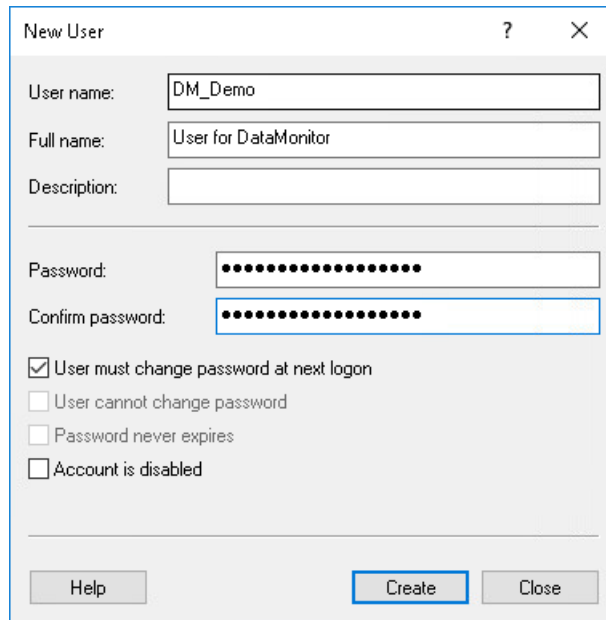 New User ?
User name: DM_Demo
Full name: User for DataMonitor
Description:
Password: ••••••••••••••••••
Confirm password: ••••••••••••••••••
User must change password at next logon
User cannot change password
Password never expires
Account is disabled
Help Create Close